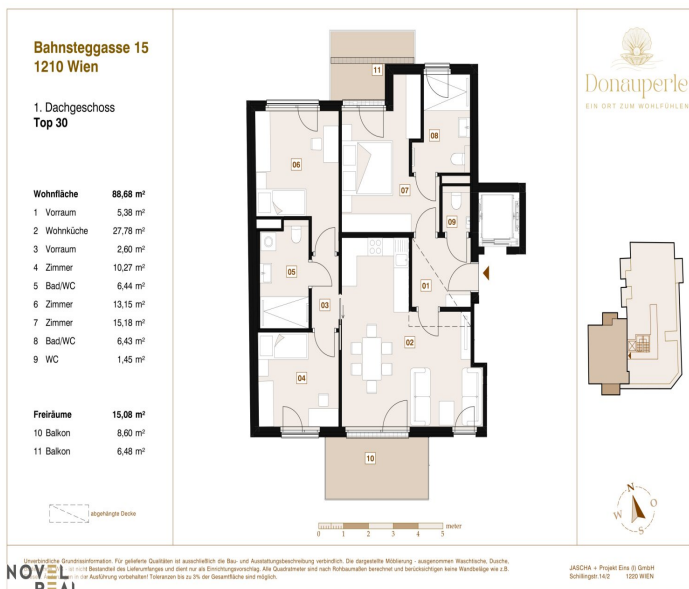 Bahnsteggasse 15
1210 Wien
1. Dachgeschoss
Top 30
Wohnfläche 88,68 m²
1 Vorraum 5,38 m²
2 Wohnküche 27,78 m²
3 Vorraum 2,60 m²
4 Zimmer 10,27 m²
5 Bad/WC 6,44 m²
6 Zimmer 13,15 m²
7 Zimmer 15,18 m²
8 Bad/WC 6,43 m²
9 WC 1,45 m²
Freiräume 15,08 m²
10 Balkon 8,60 m²
11 Balkon 6,48 m²
abgehängte Decke
11
08
06
07
09
05
01
03
02
04
10
0 1 2 3 4 5 meter
Donauperle
EIN ORT ZUM WOHLFÜHLEN
N
W O
S
Unverbindliche Grundrissinformation. Für gelieferte Qualitäten ist ausschließlich die Bau- und Ausstattungsbeschreibung verbindlich. Die dargestellte Möblierung - ausgenommen Waschtische, Dusche,
ist nicht Bestandteil des Lieferumfanges und dient nur als Einrichtungsvorschlag. Alle Quadratmeter sind nach Rohbaumaßen berechnet und berücksichtigen keine Wandbeläge wie z.B.
in der Ausführung vorbehalten! Toleranzen bis zu 3% der Gesamtfläche sind möglich.
NOVEL
REAL
JASCHA + Projekt Eins (I) GmbH
Schillingstr.14/2 1220 WIEN